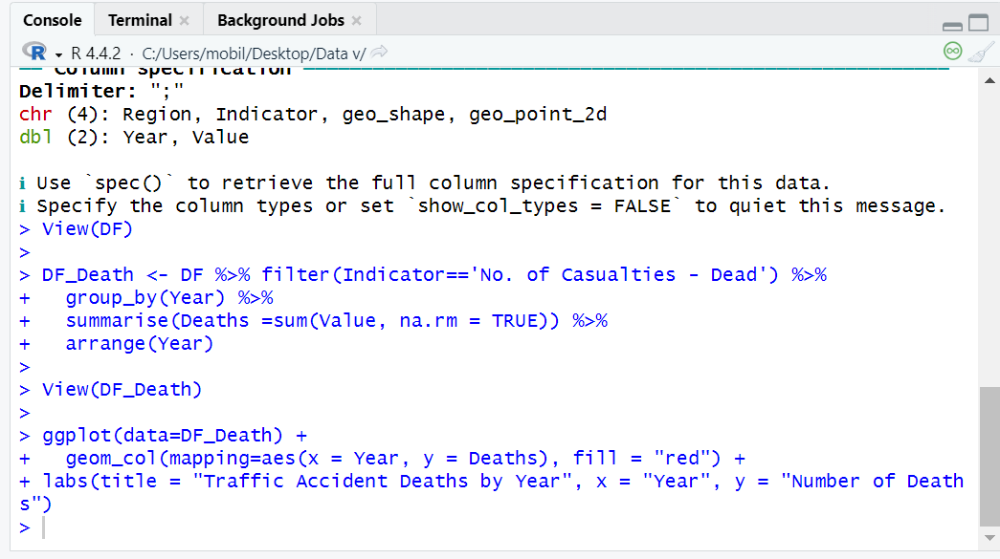 Console Terminal × Background Jobs ×
R R 4.4.2 · C:/Users/mobil/Desktop/Data v/
── Column specification ──────────────────────────────
Delimiter: ";"
chr (4): Region, Indicator, geo_shape, geo_point_2d
dbl (2): Year, Value
ℹ Use `spec()` to retrieve the full column specification for this data.
ℹ Specify the column types or set `show_col_types = FALSE` to quiet this message.
> View(DF)
>
> DF_Death <- DF %>% filter(Indicator=='No. of Casualties - Dead') %>%
+   group_by(Year) %>%
+   summarise(Deaths =sum(Value, na.rm = TRUE)) %>%
+   arrange(Year)
>
> View(DF_Death)
>
> ggplot(data=DF_Death) +
+   geom_col(mapping=aes(x = Year, y = Deaths), fill = "red") +
+ labs(title = "Traffic Accident Deaths by Year", x = "Year", y = "Number of Death
s")
>